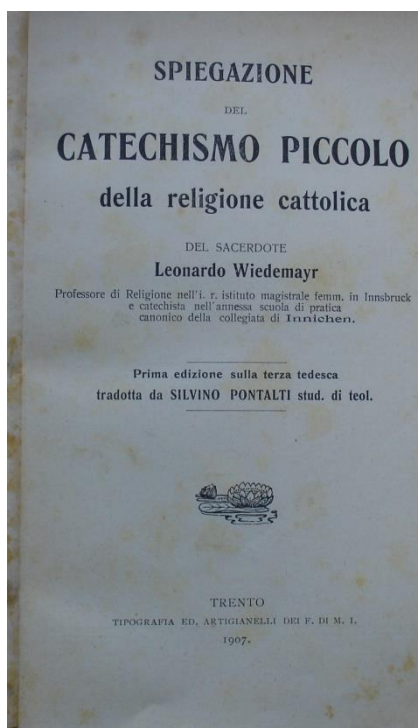 SPIEGAZIONE
DEL
CATECHISMO PICCOLO
della religione cattolica
DEL SACERDOTE
Leonardo Wiedemayr
Professore di Religione nell'i. r. istituto magistrale femm. in Innsbruck
e catechista nell'annessa scuola di pratica
canonico della collegiata di Innichen.
Prima edizione sulla terza tedesca
tradotta da SILVINO PONTALTI stud. di teol.
TRENTO
TIPOGRAFIA ED. ARTIGIANELLI DEI F. DI M. I.
1907.